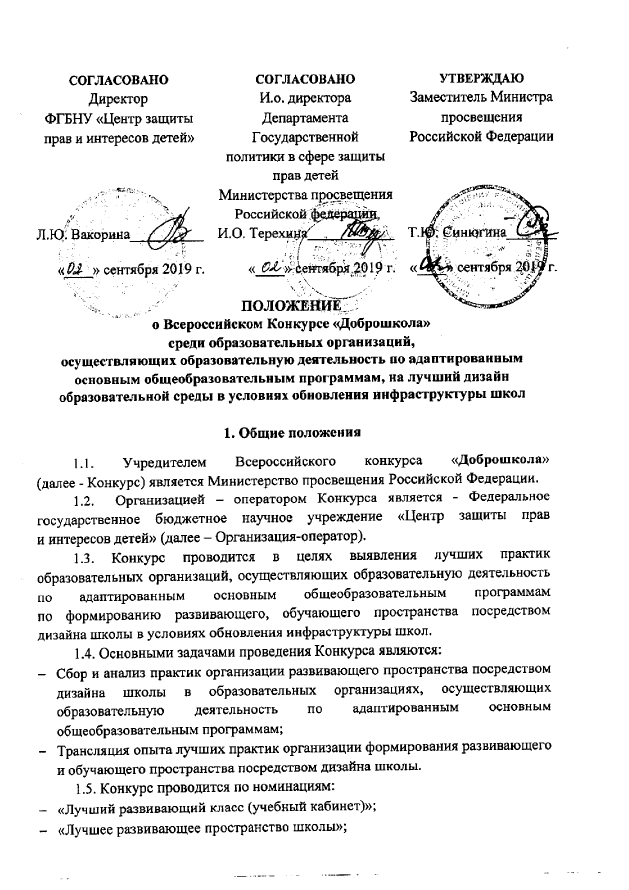 СОГЛАСОВАНО
Директор
ФГБНУ «Центр защиты
прав и интересов детей»
Л.Ю. Вакорина
«02» сентября 2019 г.
СОГЛАСОВАНО
И.о. директора
Департамента
Государственной
политики в сфере защиты
прав детей
Министерства просвещения
Российской федерации
И.О. Терехина
«02» сентября 2019 г.
УТВЕРЖДАЮ
Заместитель Министра
просвещения
Российской Федерации
Т.Ю. Синюгина
«02» сентября 2019 г.
ПОЛОЖЕНИЕ
о Всероссийском Конкурсе «Доброшкола»
среди образовательных организаций,
осуществляющих образовательную деятельность по адаптированным
основным общеобразовательным программам, на лучший дизайн
образовательной среды в условиях обновления инфраструктуры школ
1. Общие положения
1.1. Учредителем Всероссийского конкурса «Доброшкола»
(далее - Конкурс) является Министерство просвещения Российской Федерации.
1.2. Организацией – оператором Конкурса является - Федеральное
государственное бюджетное научное учреждение «Центр защиты прав
и интересов детей» (далее – Организация-оператор).
1.3. Конкурс проводится в целях выявления лучших практик
образовательных организаций, осуществляющих образовательную деятельность
по адаптированным основным общеобразовательным программам
по формированию развивающего, обучающего пространства посредством
дизайна школы в условиях обновления инфраструктуры школ.
1.4. Основными задачами проведения Конкурса являются:
– Сбор и анализ практик организации развивающего пространства посредством
дизайна школы в образовательных организациях, осуществляющих
образовательную деятельность по адаптированным основным
общеобразовательным программам;
– Трансляция опыта лучших практик организации формирования развивающего
и обучающего пространства посредством дизайна школы.
1.5. Конкурс проводится по номинациям:
– «Лучший развивающий класс (учебный кабинет)»;
– «Лучшее развивающее пространство школы»;